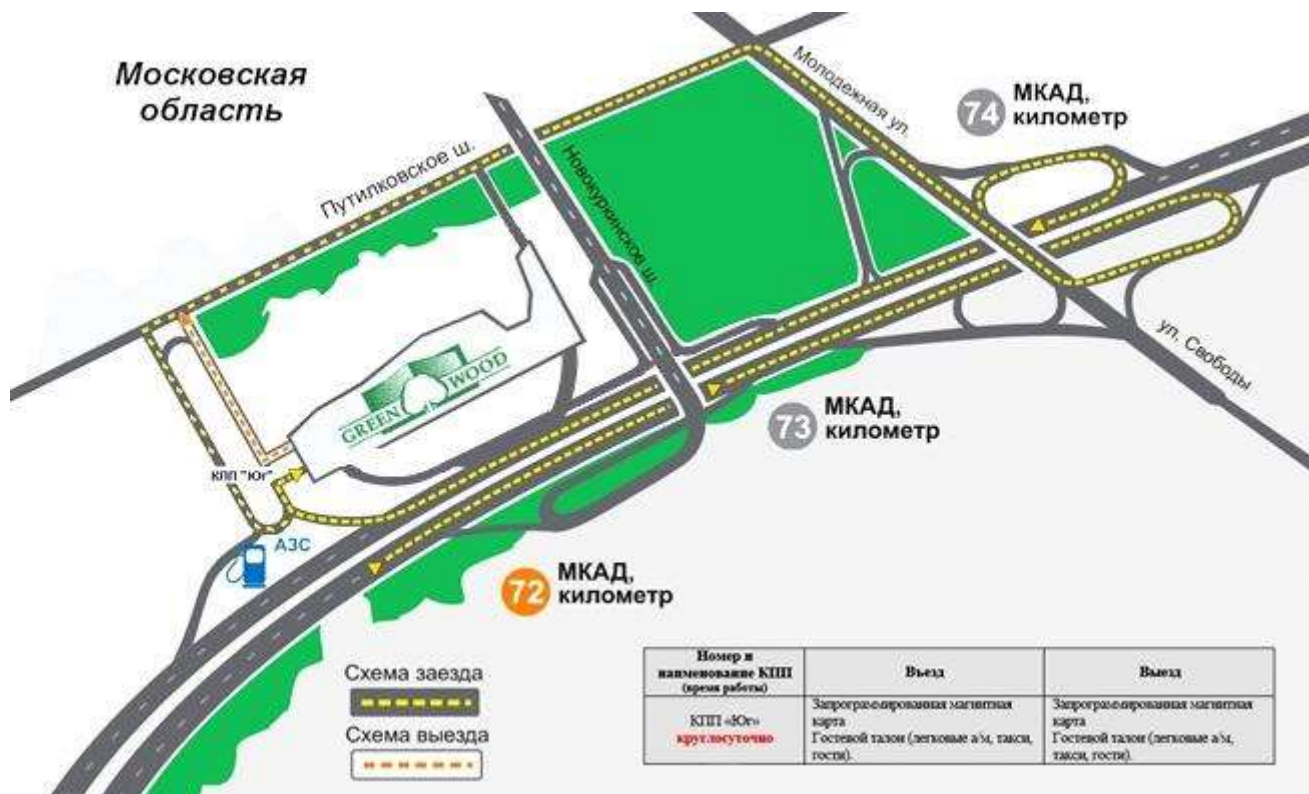 Московская
область
Путилковское ш.
Новокуркинское ш.
Молодежная ул.
74
МКАД,
километр
ул. Свободы
GREEN WOOD
73
МКАД,
километр
КПП "Юг"
АЗС
72
МКАД,
километр
Схема заезда
Схема выезда
Номер и
наименование КПП
(время работы)
Въезд
Выезд
КПП «Юг»
круглосуточно
Запрограммированная магнитная
карта
Гостевой талон (легковые а/м, такси,
гости).
Запрограммированная магнитная
карта
Гостевой талон (легковые а/м,
такси, гости).